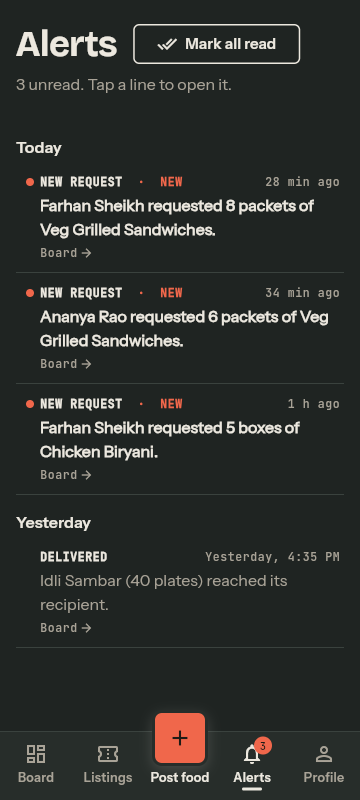 Alerts
Mark all read
3 unread. Tap a line to open it.
Today
NEW REQUEST · NEW 28 min ago
Farhan Sheikh requested 8 packets of
Veg Grilled Sandwiches.
Board →
NEW REQUEST · NEW 34 min ago
Ananya Rao requested 6 packets of Veg
Grilled Sandwiches.
Board →
NEW REQUEST · NEW 1 h ago
Farhan Sheikh requested 5 boxes of
Chicken Biryani.
Board →
Yesterday
DELIVERED Yesterday, 4:35 PM
Idli Sambar (40 plates) reached its
recipient.
Board →
3
Board Listings Post food Alerts Profile